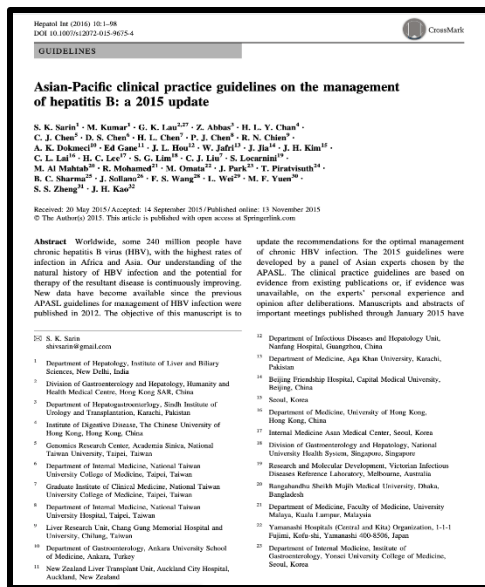 Hepatol Int (2016) 10:1–98
DOI 10.1007/s12072-015-9675-4
CrossMark
GUIDELINES
Asian-Pacific clinical practice guidelines on the management
of hepatitis B: a 2015 update
S. K. Sarin1 · M. Kumar1 · G. K. Lau2,27 · Z. Abbas3 · H. L. Y. Chan4 ·
C. J. Chen5 · D. S. Chen6 · H. L. Chen7 · P. J. Chen8 · R. N. Chien9 ·
A. K. Dokmeci10 · Ed Gane11 · J. L. Hou12 · W. Jafri13 · J. Jia14 · J. H. Kim15 ·
C. L. Lai16 · H. C. Lee17 · S. G. Lim18 · C. J. Liu7 · S. Locarnini19 ·
M. Al Mahtab20 · R. Mohamed21 · M. Omata22 · J. Park23 · T. Piratvisuth24 ·
B. C. Sharma25 · J. Sollano26 · F. S. Wang28 · L. Wei29 · M. F. Yuen30 ·
S. S. Zheng31 · J. H. Kao32
Received: 20 May 2015 / Accepted: 14 September 2015 / Published online: 13 November 2015
© The Author(s) 2015. This article is published with open access at Springerlink.com
Abstract Worldwide, some 240 million people have
chronic hepatitis B virus (HBV), with the highest rates of
infection in Africa and Asia. Our understanding of the
natural history of HBV infection and the potential for
therapy of the resultant disease is continuously improving.
New data have become available since the previous
APASL guidelines for management of HBV infection were
published in 2012. The objective of this manuscript is to
update the recommendations for the optimal management
of chronic HBV infection. The 2015 guidelines were
developed by a panel of Asian experts chosen by the
APASL. The clinical practice guidelines are based on
evidence from existing publications or, if evidence was
unavailable, on the experts' personal experience and
opinion after deliberations. Manuscripts and abstracts of
important meetings published through January 2015 have
✉ S. K. Sarin
shivsarin@gmail.com
1 Department of Hepatology, Institute of Liver and Biliary
Sciences, New Delhi, India
2 Division of Gastroenterology and Hepatology, Humanity and
Health Medical Centre, Hong Kong SAR, China
3 Department of Hepatogastroenterlogy, Sindh Institute of
Urology and Transplantation, Karachi, Pakistan
4 Institute of Digestive Disease, The Chinese University of
Hong Kong, Hong Kong, China
5 Genomics Research Center, Academia Sinica, National
Taiwan University, Taipei, Taiwan
6 Department of Internal Medicine, National Taiwan
University College of Medicine, Taipei, Taiwan
7 Graduate Institute of Clinical Medicine, National Taiwan
University College of Medicine, Taipei, Taiwan
8 Department of Internal Medicine, National Taiwan
University Hospital, Taipei, Taiwan
9 Liver Research Unit, Chang Gung Memorial Hospital and
University, Chilung, Taiwan
10 Department of Gastroenterology, Ankara University School
of Medicine, Ankara, Turkey
11 New Zealand Liver Transplant Unit, Auckland City Hospital,
Auckland, New Zealand
12 Department of Infectious Diseases and Hepatology Unit,
Nanfang Hospital, Guangzhou, China
13 Department of Medicine, Aga Khan University, Karachi,
Pakistan
14 Beijing Friendship Hospital, Capital Medical University,
Beijing, China
15 Seoul, Korea
16 Department of Medicine, University of Hong Kong,
Hong Kong, China
17 Internal Medicine Asan Medical Center, Seoul, Korea
18 Division of Gastroenterology and Hepatology, National
University Health System, Singapore, Singapore
19 Research and Molecular Development, Victorian Infectious
Diseases Reference Laboratory, Melbourne, Australia
20 Bangabandhu Sheikh Mujib Medical University, Dhaka,
Bangladesh
21 Department of Medicine, Faculty of Medicine, University
Malaya, Kuala Lumpur, Malaysia
22 Yamanashi Hospitals (Central and Kita) Organization, 1-1-1
Fujimi, Kofu-shi, Yamanashi 400-8506, Japan
23 Department of Internal Medicine, Institute of
Gastroenterology, Yonsei University College of Medicine,
Seoul, Korea